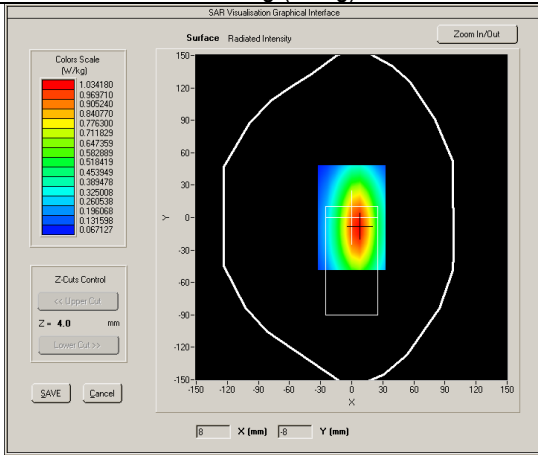 SAR Visualisation Graphical Interface
Colors Scale
(W/kg)
1.034180
0.969710
0.905240
0.840770
0.776300
0.711829
0.647359
0.582889
0.518419
0.453949
0.389478
0.325008
0.260538
0.196068
0.131598
0.067127
Z-Cuts Control
<< Upper Cut
Z = 4.0 mm
Lower Cut >>
SAVE Cancel
Surface Radiated Intensity
Zoom In/Out
150
120
90
60
30
Y 0
-30
-60
-90
-120
-150
-150 -120 -90 -60 -30 0 30 60 90 120 150
X
8 X (mm) -8 Y (mm)